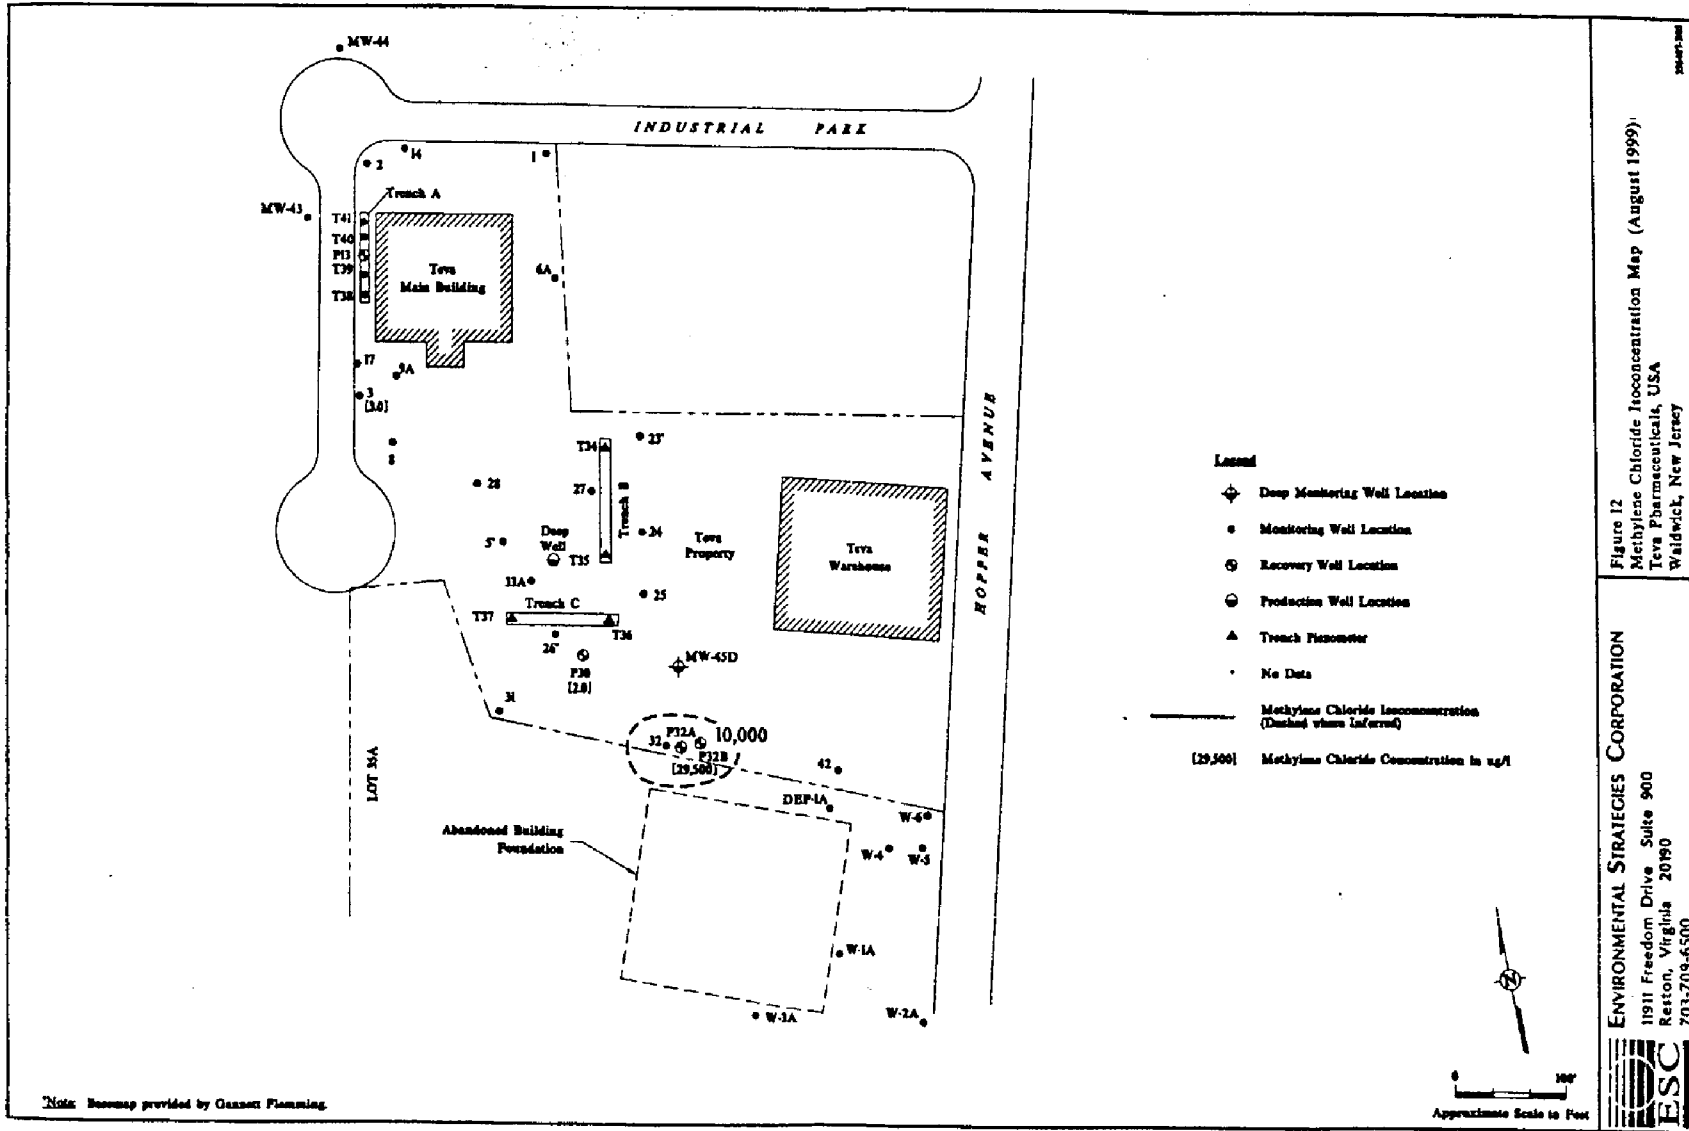 MW-44
INDUSTRIAL PARK
14
1
2
Trench A
MW-43
T41
T40
P13
T39
T38
Teva
Main Building
6A
17
9A
3
[3.0]
8
T34
23*
28
27
Trench B
24
5*
Deep
Well
T35
Teva
Property
Teva
Warehouse
HOPPER AVENUE
33A
25
Trench C
T37
T36
26*
P30
[2.0]
MW-45D
31
LOT 35A
32
P32A
10,000
P32B
[29,500]
42
DEP-1A
W-6
W-4
W-5
Abandoned Building
Foundation
W-1A
W-3A
W-2A
Legend
Deep Monitoring Well Location
Monitoring Well Location
Recovery Well Location
Production Well Location
Trench Piezometer
* No Data
Methylene Chloride Isoconcentration
(Dashed where Inferred)
[29,500] Methylene Chloride Concentration in ug/l
N
0 100'
Approximate Scale in Feet
*Note: Basemap provided by Gannett Flemming.
Figure 12
Methylene Chloride Isoconcentration Map (August 1999)
Teva Pharmaceuticals, USA
Waldwick, New Jersey
ENVIRONMENTAL STRATEGIES CORPORATION
11911 Freedom Drive Suite 900
Reston, Virginia 20190
703-709-6500
ESC